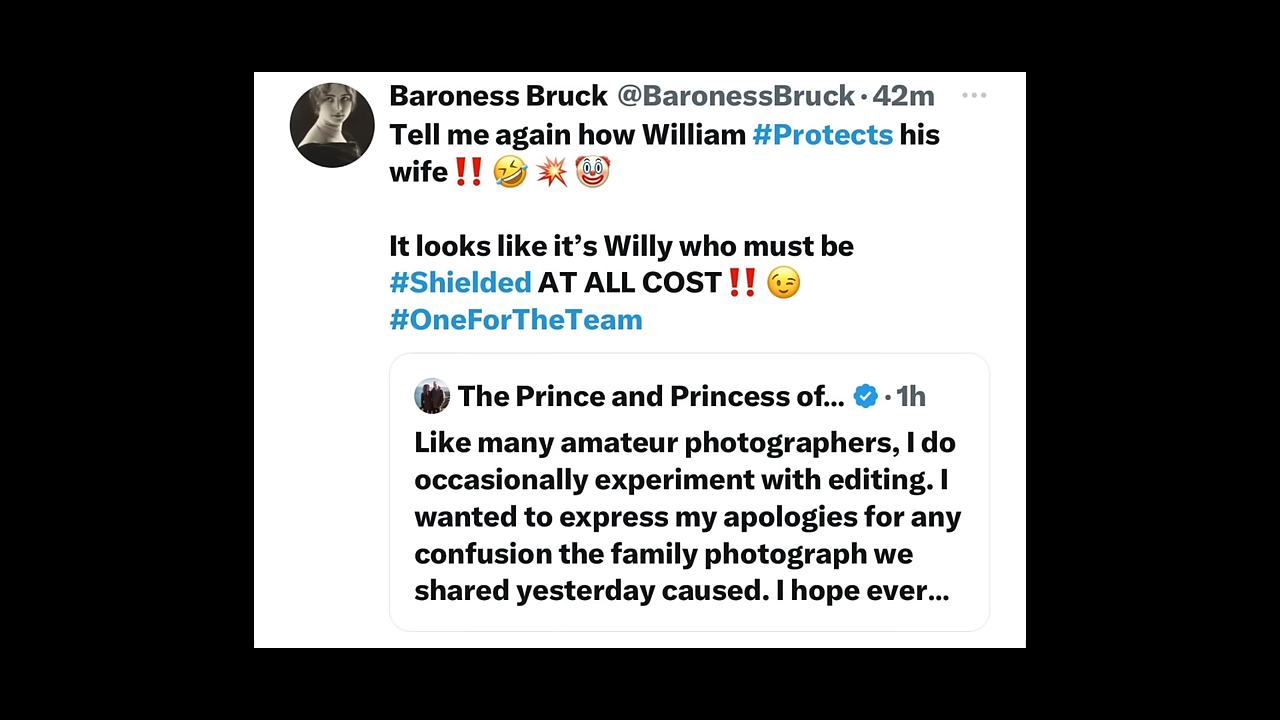 Baroness Bruck @BaronessBruck · 42m
Tell me again how William #Protects his
wife‼️ 🤣 💥 🤡
It looks like it’s Willy who must be
#Shielded AT ALL COST‼️ 😉
#OneForTheTeam
The Prince and Princess of... · 1h
Like many amateur photographers, I do
occasionally experiment with editing. I
wanted to express my apologies for any
confusion the family photograph we
shared yesterday caused. I hope ever...